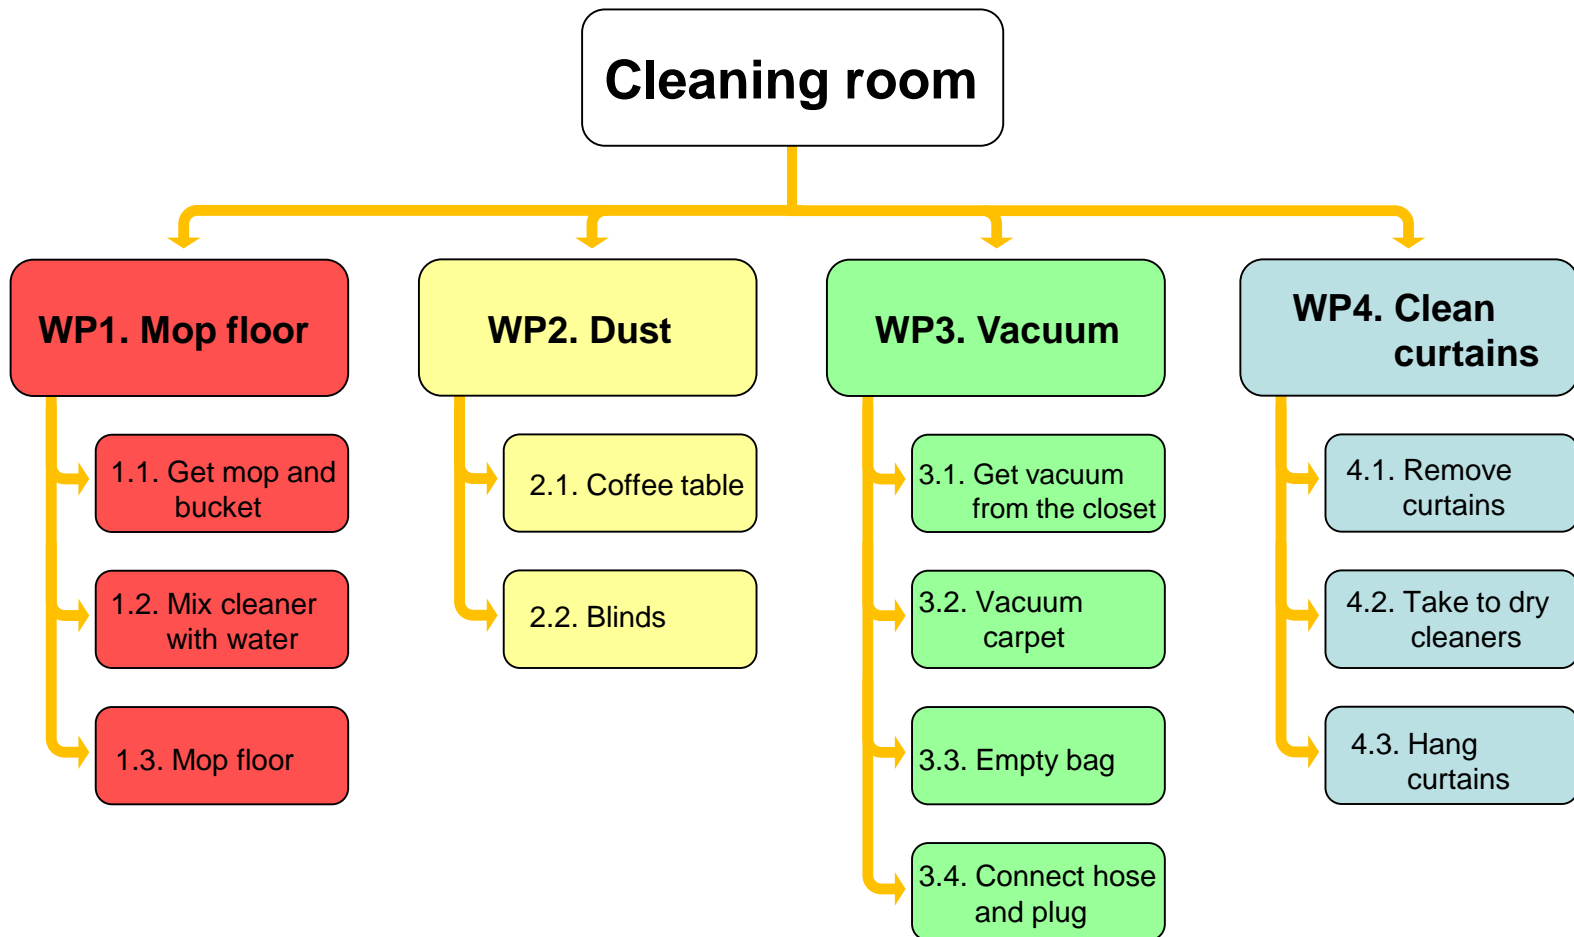 Cleaning room
WP1. Mop floor
WP2. Dust
WP3. Vacuum
WP4. Clean
curtains
1.1. Get mop and
bucket
1.2. Mix cleaner
with water
1.3. Mop floor
2.1. Coffee table
2.2. Blinds
3.1. Get vacuum
from the closet
3.2. Vacuum
carpet
3.3. Empty bag
3.4. Connect hose
and plug
4.1. Remove
curtains
4.2. Take to dry
cleaners
4.3. Hang
curtains